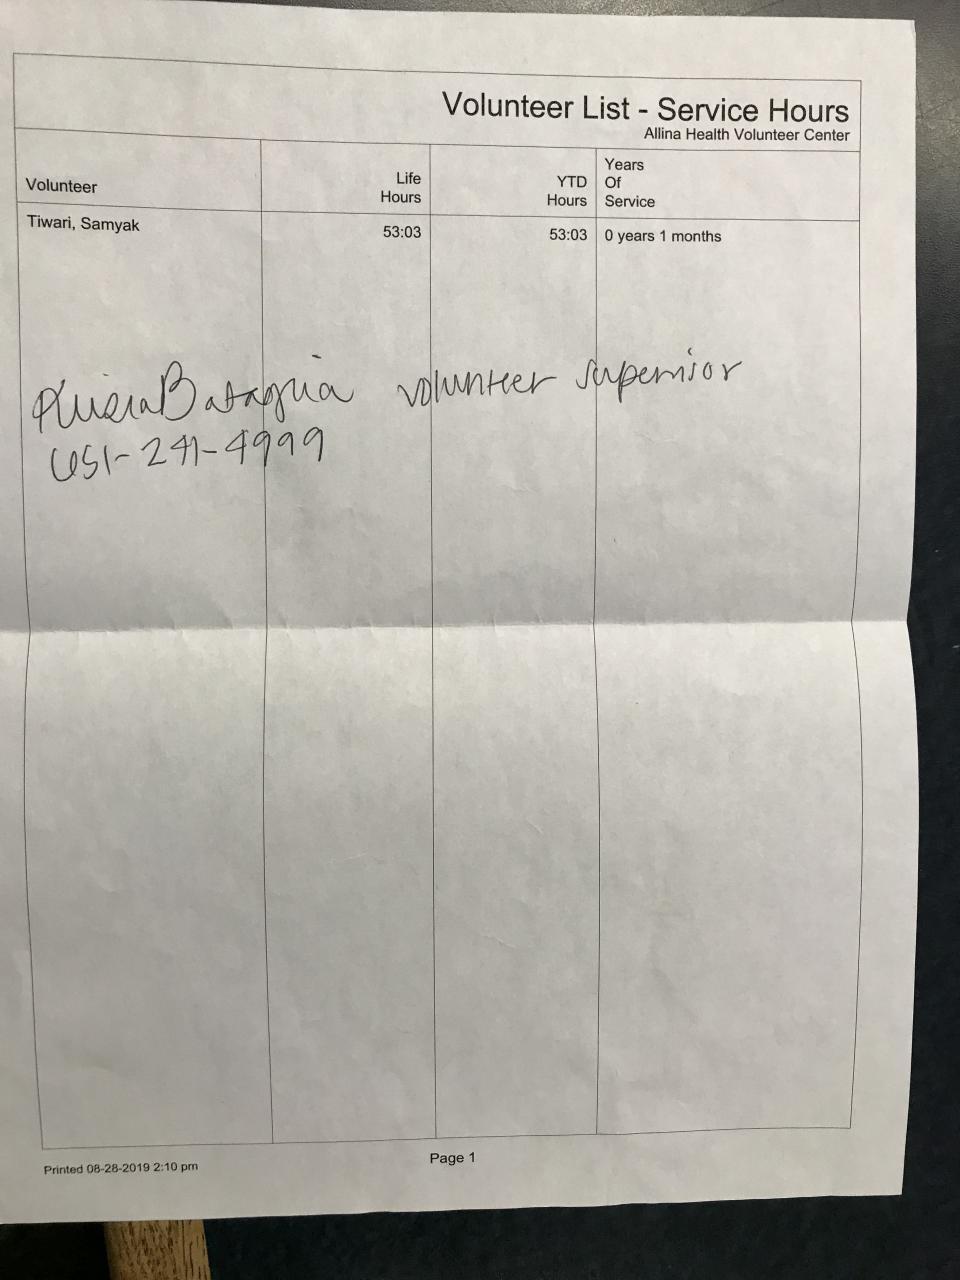 Volunteer List - Service Hours
Allina Health Volunteer Center
Volunteer
Life
Hours
YTD
Hours
Years
Of
Service
Tiwari, Samyak
53:03
53:03
0 years 1 months
volunteer supervisor
651-241-4999
Printed 08-28-2019 2:10 pm
Page 1